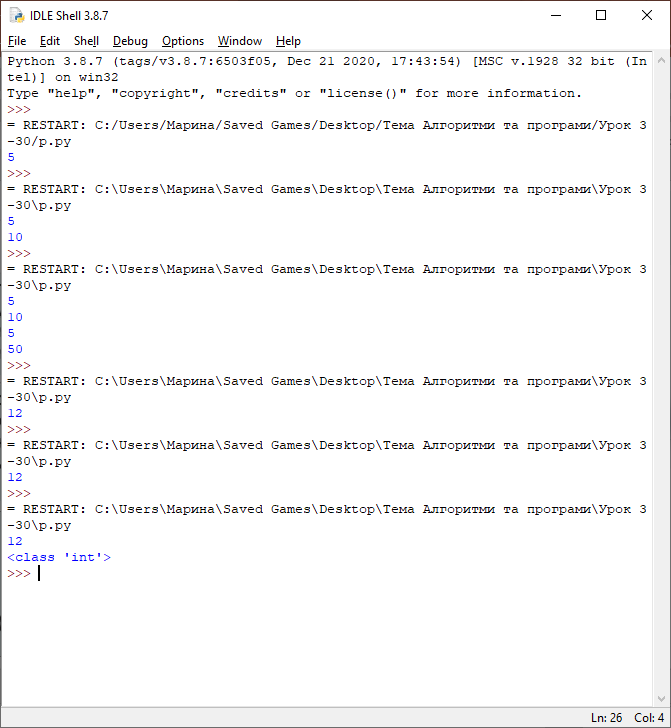 IDLE Shell 3.8.7
File Edit Shell Debug Options Window Help
Python 3.8.7 (tags/v3.8.7:6503f05, Dec 21 2020, 17:43:54) [MSC v.1928 32 bit (In
tel)] on win32
Type "help", "copyright", "credits" or "license()" for more information.
>>>
= RESTART: C:/Users/Марина/Saved Games/Desktop/Тема Алгоритми та програми/Урок 3
-30/p.py
5
>>>
= RESTART: C:\Users\Марина\Saved Games\Desktop\Тема Алгоритми та програми\Урок 3
-30\p.py
5
10
>>>
= RESTART: C:\Users\Марина\Saved Games\Desktop\Тема Алгоритми та програми\Урок 3
-30\p.py
5
10
5
50
>>>
= RESTART: C:\Users\Марина\Saved Games\Desktop\Тема Алгоритми та програми\Урок 3
-30\p.py
12
>>>
= RESTART: C:\Users\Марина\Saved Games\Desktop\Тема Алгоритми та програми\Урок 3
-30\p.py
12
>>>
= RESTART: C:\Users\Марина\Saved Games\Desktop\Тема Алгоритми та програми\Урок 3
-30\p.py
12
<class 'int'>
>>>
Ln: 26 Col: 4